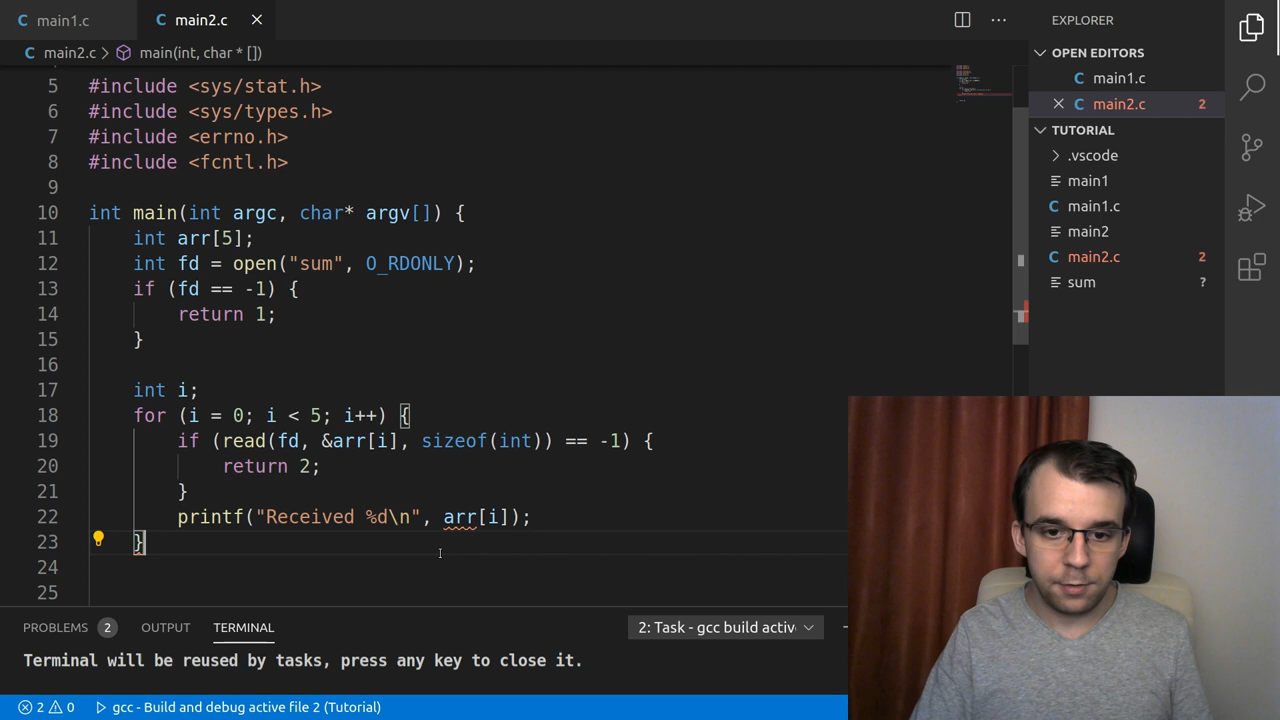 C main1.c
C main2.c ×
main2.c > main(int, char * [])
5 #include <sys/stat.h>
6 #include <sys/types.h>
7 #include <errno.h>
8 #include <fcntl.h>
9
10 int main(int argc, char* argv[]) {
11 int arr[5];
12 int fd = open("sum", O_RDONLY);
13 if (fd == -1) {
14 return 1;
15 }
16
17 int i;
18 for (i = 0; i < 5; i++) {
19 if (read(fd, &arr[i], sizeof(int)) == -1) {
20 return 2;
21 }
22 printf("Received %d\n", arr[i]);
23 }
24
25
PROBLEMS 2 OUTPUT TERMINAL 2: Task - gcc build activ
Terminal will be reused by tasks, press any key to close it.
2 0 gcc - Build and debug active file 2 (Tutorial)
EXPLORER
OPEN EDITORS
C main1.c
C main2.c 2
TUTORIAL
.vscode
main1
C main1.c
main2
C main2.c 2
sum ?